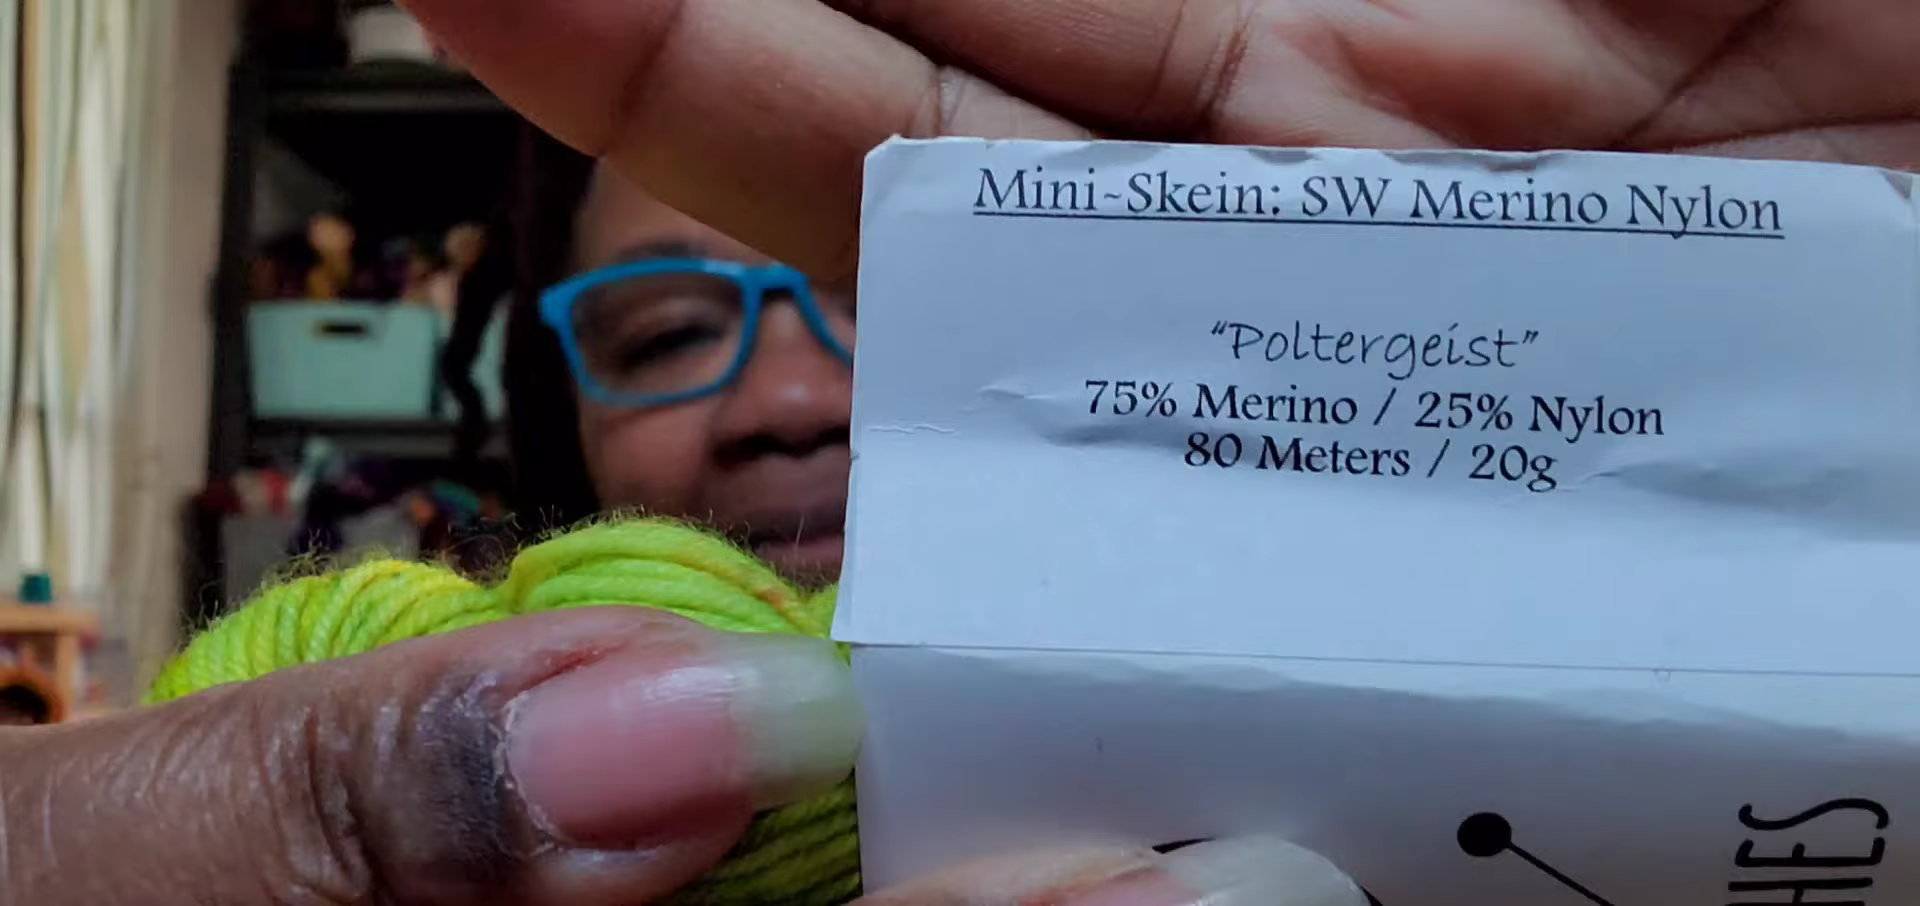 Mini-Skein: SW Merino Nylon
“Poltergeist”
75% Merino / 25% Nylon
80 Meters / 20g